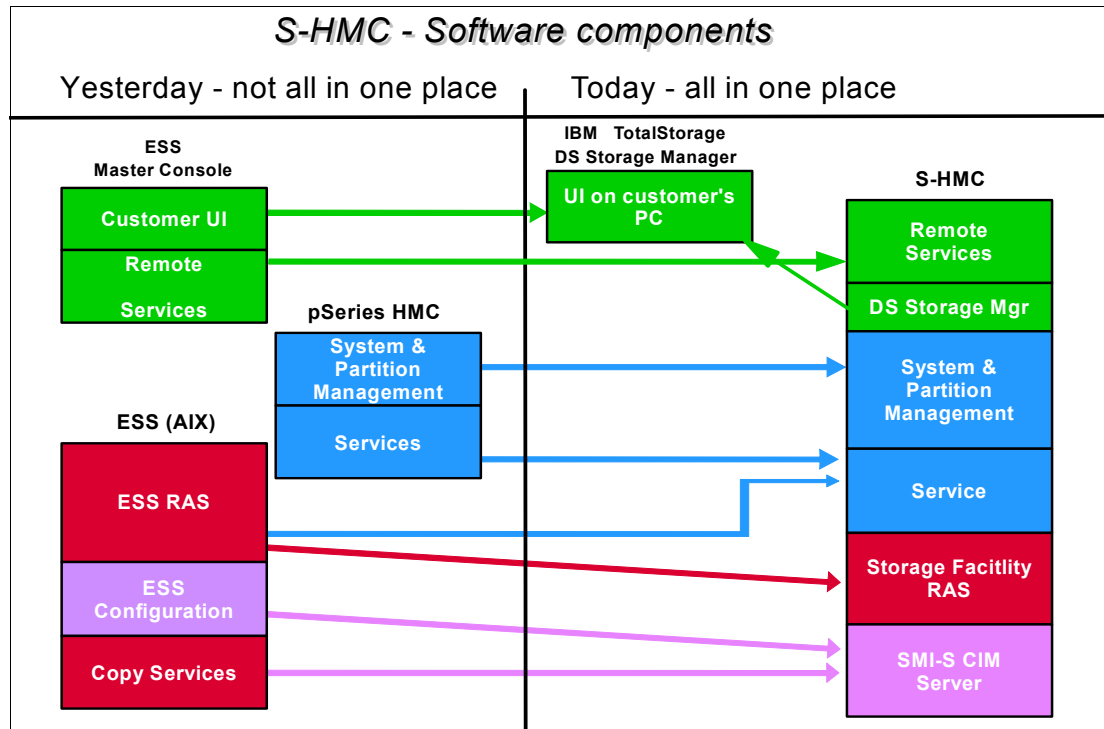 S-HMC - Software components
Yesterday - not all in one place
Today - all in one place
ESS
Master Console
Customer UI
Remote
Services
pSeries HMC
System &
Partition
Management
Services
ESS (AIX)
ESS RAS
ESS
Configuration
Copy Services
IBM TotalStorage
DS Storage Manager
UI on customer's
PC
S-HMC
Remote
Services
DS Storage Mgr
System &
Partition
Management
Service
Storage Facitlity
RAS
SMI-S CIM
Server